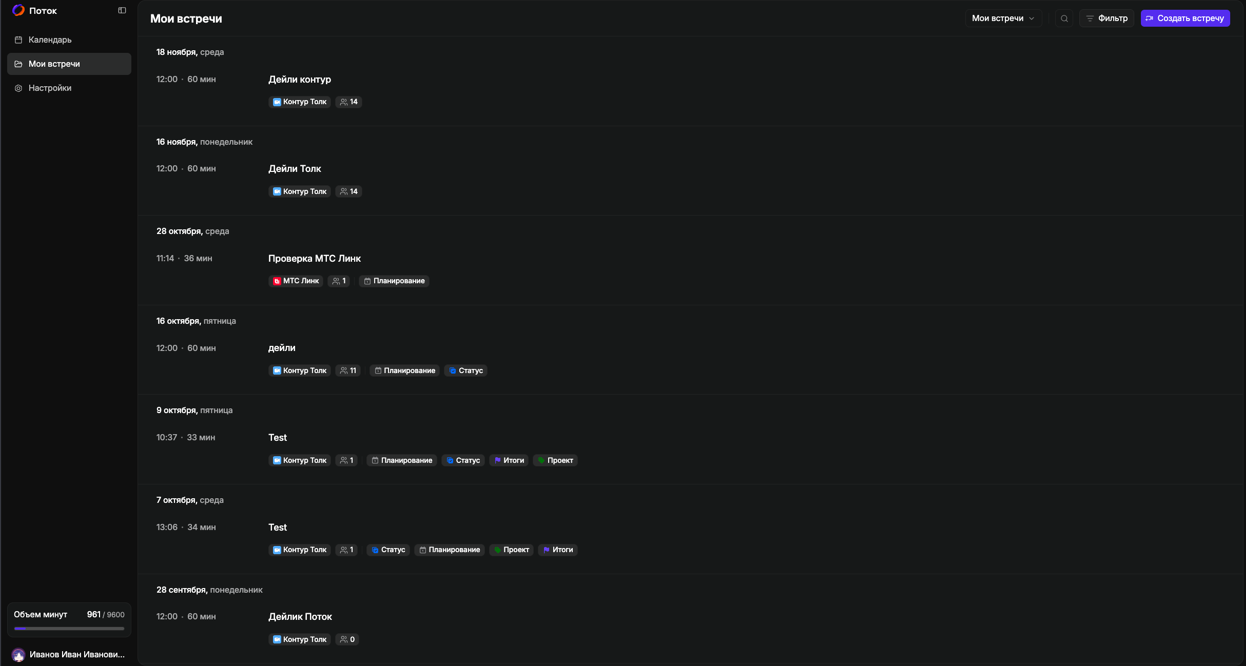 Поток
Календарь
Мои встречи
Настройки
Объем минут 961 / 9600
Иванов Иван Иванови...
Мои встречи
Мои встречи Фильтр Создать встречу
18 ноября, среда
12:00 · 60 мин Дейли контур
Контур Толк 14
16 ноября, понедельник
12:00 · 60 мин Дейли Толк
Контур Толк 14
28 октября, среда
11:14 · 36 мин Проверка МТС Линк
МТС Линк 1 Планирование
16 октября, пятница
12:00 · 60 мин дейли
Контур Толк 11 Планирование Статус
9 октября, пятница
10:37 · 33 мин Test
Контур Толк 1 Планирование Статус Итоги Проект
7 октября, среда
13:06 · 34 мин Test
Контур Толк 1 Статус Планирование Проект Итоги
28 сентября, понедельник
12:00 · 60 мин Дейлик Поток
Контур Толк 0